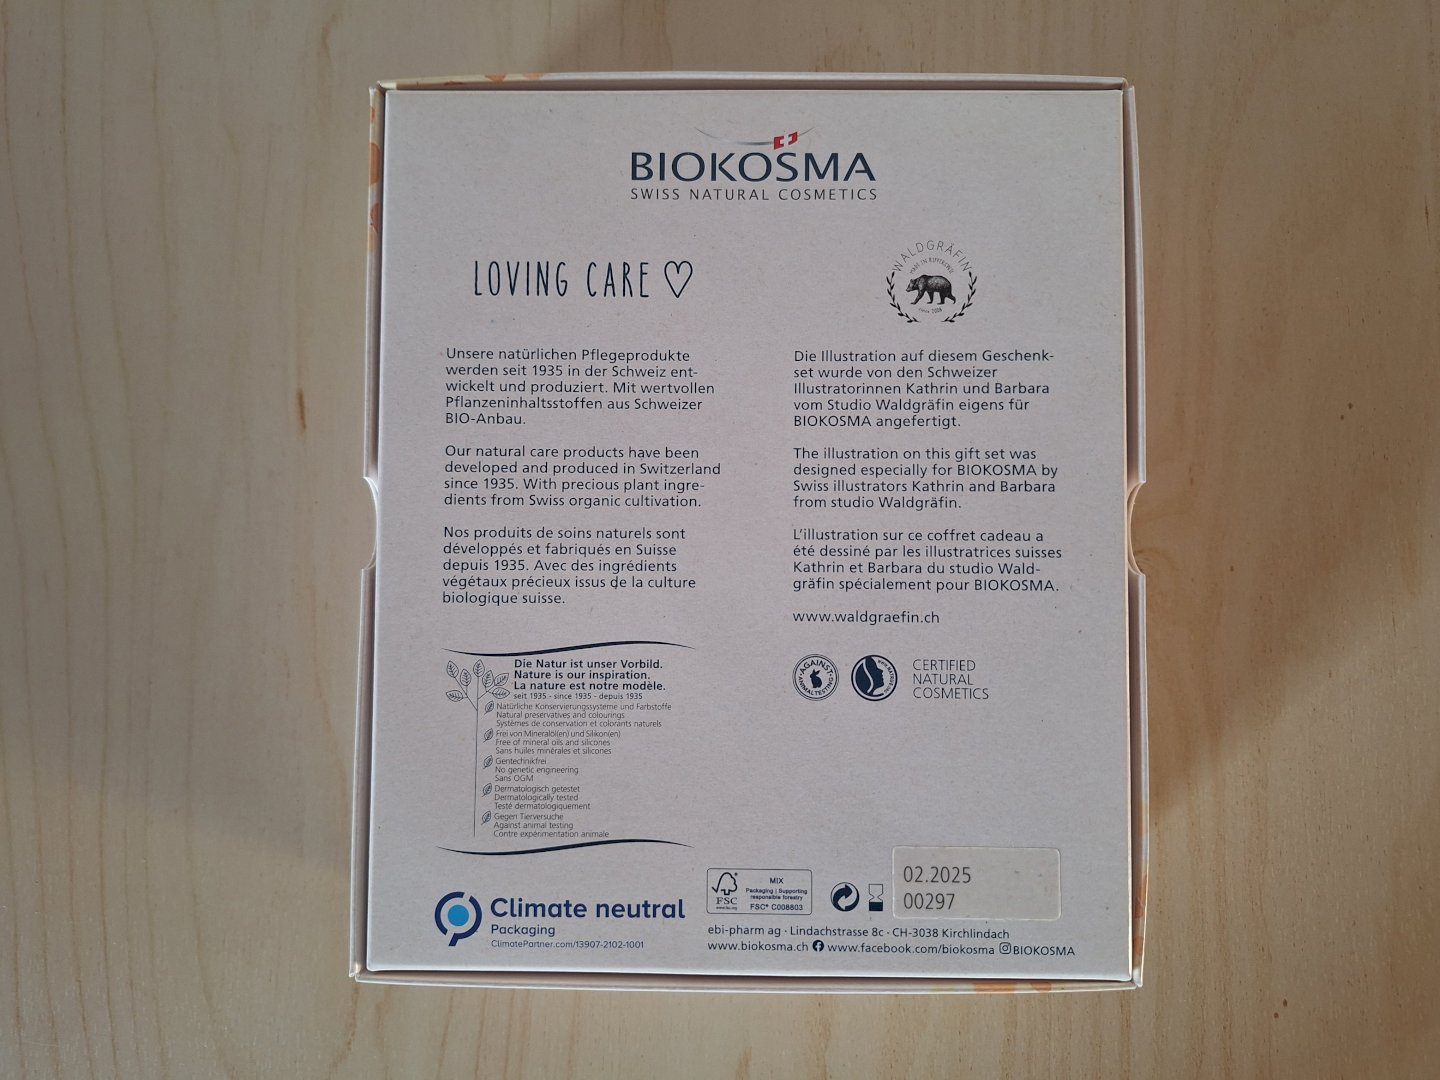 BIOKOSMA
SWISS NATURAL COSMETICS
LOVING CARE
Unsere natürlichen Pflegeprodukte
werden seit 1935 in der Schweiz ent-
wickelt und produziert. Mit wertvollen
Pflanzeninhaltsstoffen aus Schweizer
BIO-Anbau.
Our natural care products have been
developed and produced in Switzerland
since 1935. With precious plant ingre-
dients from Swiss organic cultivation.
Nos produits de soins naturels sont
développés et fabriqués en Suisse
depuis 1935. Avec des ingrédients
végétaux précieux issus de la culture
biologique suisse.
WALDGRÄFIN
since 2008
Die Illustration auf diesem Geschenk-
set wurde von den Schweizer
Illustratorinnen Kathrin und Barbara
vom Studio Waldgräfin eigens für
BIOKOSMA angefertigt.
The illustration on this gift set was
designed especially for BIOKOSMA by
Swiss illustrators Kathrin and Barbara
from studio Waldgräfin.
L'illustration sur ce coffret cadeau a
été dessiné par les illustratrices suisses
Kathrin et Barbara du studio Wald-
gräfin spécialement pour BIOKOSMA.
www.waldgraefin.ch
AGAINST
ANIMALTESTING
CERTIFIED
NATURAL
COSMETICS
Die Natur ist unser Vorbild.
Nature is our inspiration.
La nature est notre modèle.
seit 1935 - since 1935 - depuis 1935
Natürliche Konservierungssysteme und Farbstoffe
Natural preservatives and colourings
Systèmes de conservation et colorants naturels
Frei von Mineralöl(en) und Silikon(en)
Free of mineral oils and silicones
Sans huiles minérales et silicones
Gentechnikfrei
No genetic engineering
Sans OGM
Dermatologisch getestet
Dermatologically tested
Testé dermatologiquement
Gegen Tierversuche
Against animal testing
Contre expérimentation animale
Climate neutral
Packaging
ClimatePartner.com/13907-2102-1001
FSC
www.fsc.org
MIX
Packaging | Supporting
responsible forestry
FSC® C008803
02.2025
00297
ebi-pharm ag · Lindachstrasse 8c · CH-3038 Kirchlindach
www.biokosma.ch www.facebook.com/biokosma BIOKOSMA